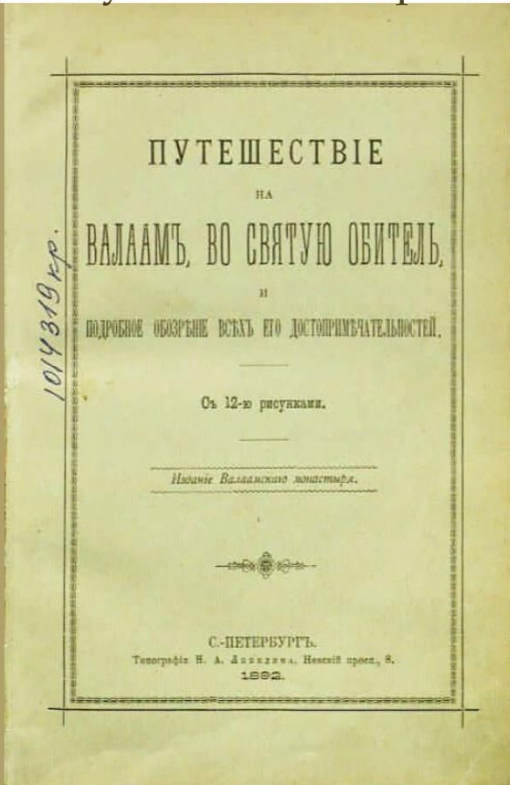 ПУТЕШЕСТВІЕ
НА
ВАЛААМЪ, ВО СВЯТУЮ ОБИТЕЛЬ,
И
ПОДРОБНОЕ ОБОЗРѢНІЕ ВСѢХЪ ЕГО ДОСТОПРИМѢЧАТЕЛЬНОСТЕЙ.
Съ 12-ю рисунками.
Изданіе Валаамскаго монастыря.
С.-ПЕТЕРБУРГЪ.
Типографія Н. А. Лебедева, Невскій просп., 8.
1892.
1014319кр.